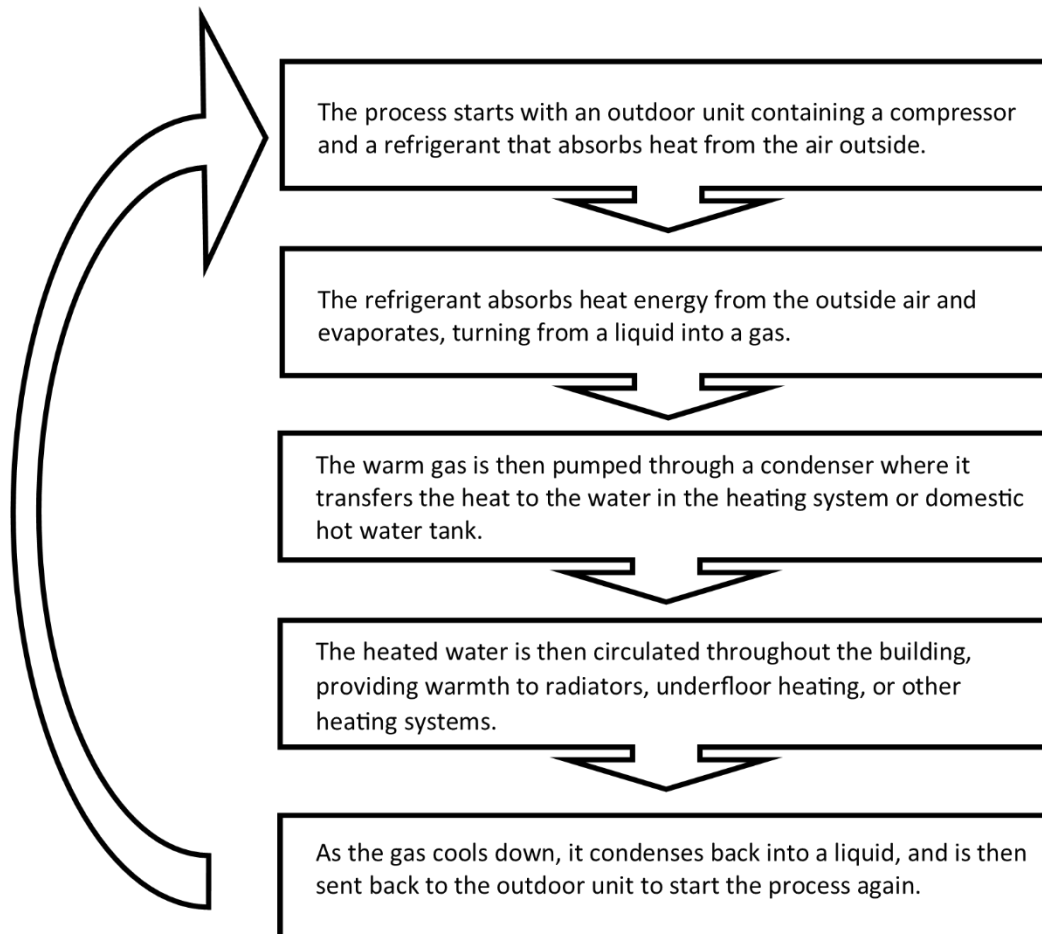 The process starts with an outdoor unit containing a compressor
and a refrigerant that absorbs heat from the air outside.
The refrigerant absorbs heat energy from the outside air and
evaporates, turning from a liquid into a gas.
The warm gas is then pumped through a condenser where it
transfers the heat to the water in the heating system or domestic
hot water tank.
The heated water is then circulated throughout the building,
providing warmth to radiators, underfloor heating, or other
heating systems.
As the gas cools down, it condenses back into a liquid, and is then
sent back to the outdoor unit to start the process again.